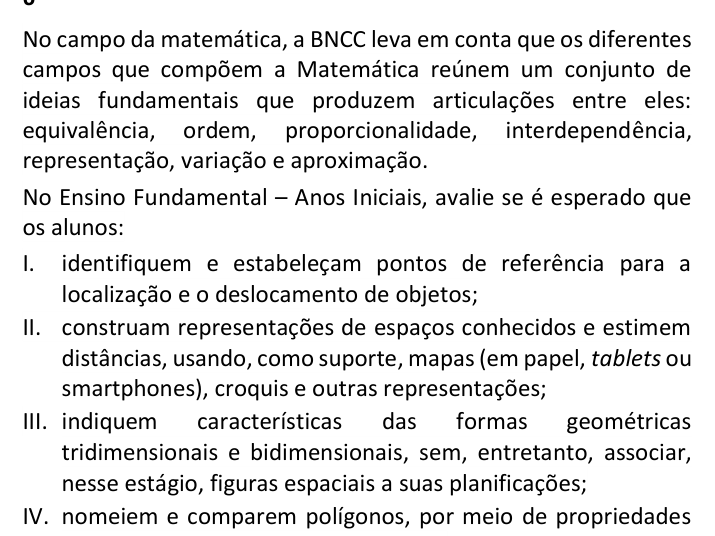 No campo da matemática, a BNCC leva em conta que os diferentes
campos que compõem a Matemática reúnem um conjunto de
ideias fundamentais que produzem articulações entre eles:
equivalência, ordem, proporcionalidade, interdependência,
representação, variação e aproximação.
No Ensino Fundamental – Anos Iniciais, avalie se é esperado que
os alunos:
I. identifiquem e estabeleçam pontos de referência para a
localização e o deslocamento de objetos;
II. construam representações de espaços conhecidos e estimem
distâncias, usando, como suporte, mapas (em papel, tablets ou
smartphones), croquis e outras representações;
III. indiquem características das formas geométricas
tridimensionais e bidimensionais, sem, entretanto, associar,
nesse estágio, figuras espaciais a suas planificações;
IV. nomeiem e comparem polígonos, por meio de propriedades